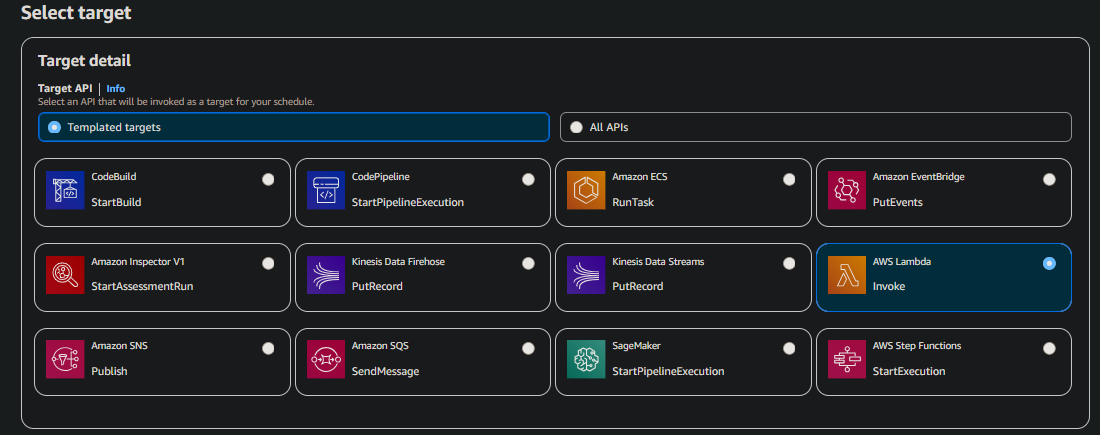 Select target
Target detail
Target API | Info
Select an API that will be invoked as a target for your schedule.
Templated targets
All APIs
CodeBuild
StartBuild
CodePipeline
StartPipelineExecution
Amazon ECS
RunTask
Amazon EventBridge
PutEvents
Amazon Inspector V1
StartAssessmentRun
Kinesis Data Firehose
PutRecord
Kinesis Data Streams
PutRecord
AWS Lambda
Invoke
Amazon SNS
Publish
Amazon SQS
SendMessage
SageMaker
StartPipelineExecution
AWS Step Functions
StartExecution